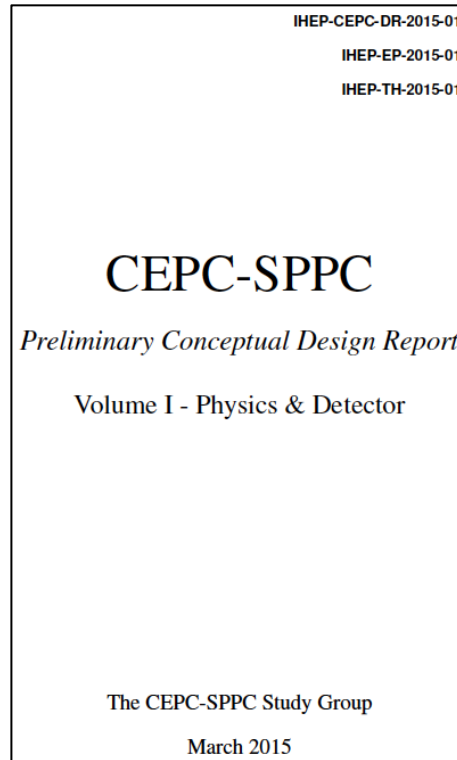 IHEP-CEPC-DR-2015-01
IHEP-EP-2015-01
IHEP-TH-2015-01
CEPC-SPPC
Preliminary Conceptual Design Report
Volume I - Physics & Detector
The CEPC-SPPC Study Group
March 2015